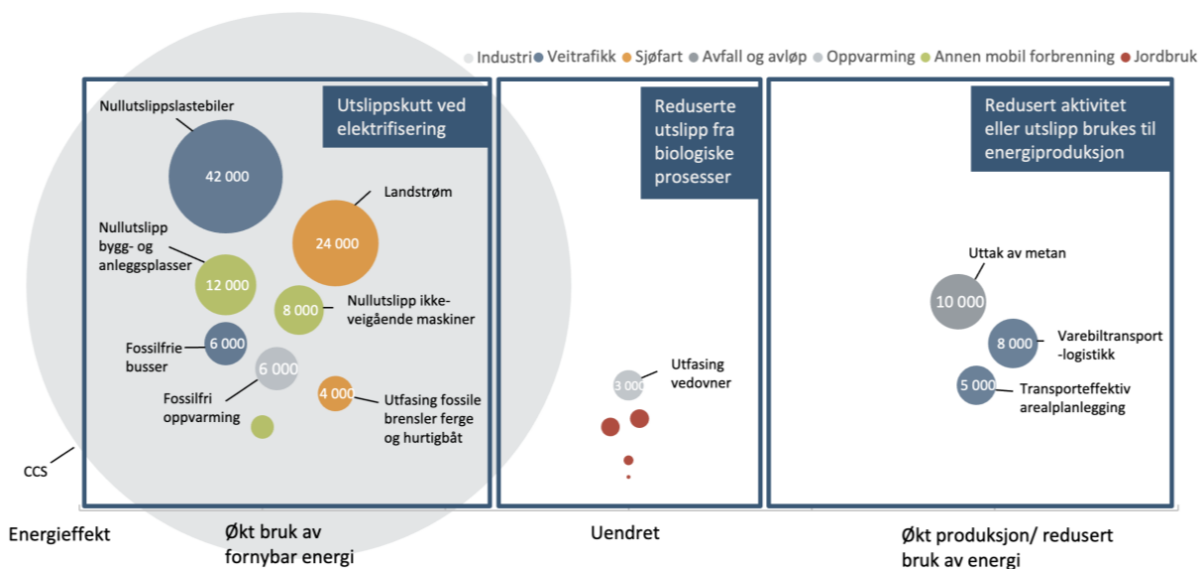 Industri Veitrafikk Sjøfart Avfall og avløp Oppvarming Annen mobil forbrenning Jordbruk
Utslippskutt ved
elektrifisering
Nullutslippslastebiler
42 000
Landstrøm
24 000
Nullutslipp
bygg- og
anleggsplasser
12 000
8 000
Nullutslipp ikke-
veigående maskiner
6 000
Fossilfrie
busser
6 000
Fossilfri
oppvarming
4 000
Utfasing fossile
brensler ferge
og hurtigbåt
CCS
Reduserte
utslipp fra
biologiske
prosesser
Utfasing
vedovner
3 000
Redusert aktivitet
eller utslipp brukes til
energiproduksjon
Uttak av metan
10 000
8 000
Varebiltransport
-logistikk
5 000
Transporteffektiv
arealplanlegging
Energieffekt
Økt bruk av
fornybar energi
Uendret
Økt produksjon/ redusert
bruk av energi